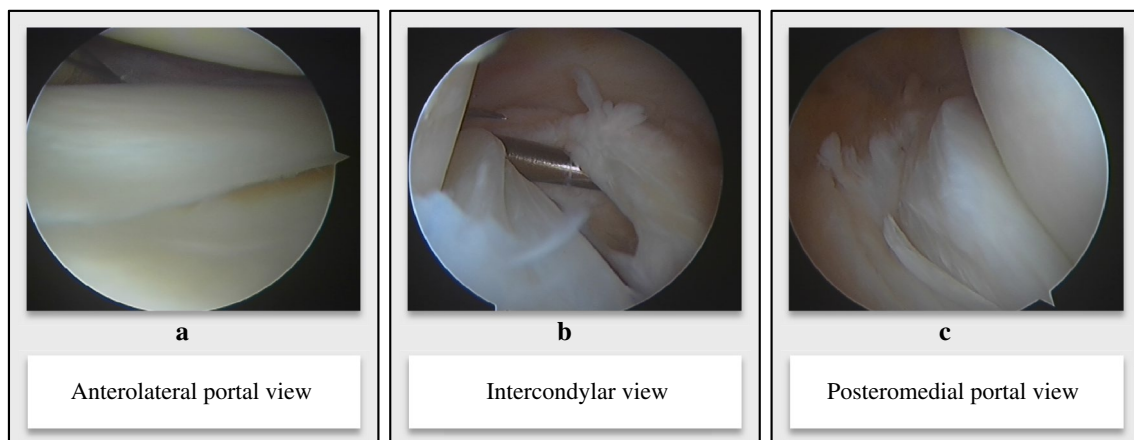 a
b
c
Anterolateral portal view
Intercondylar view
Posteromedial portal view